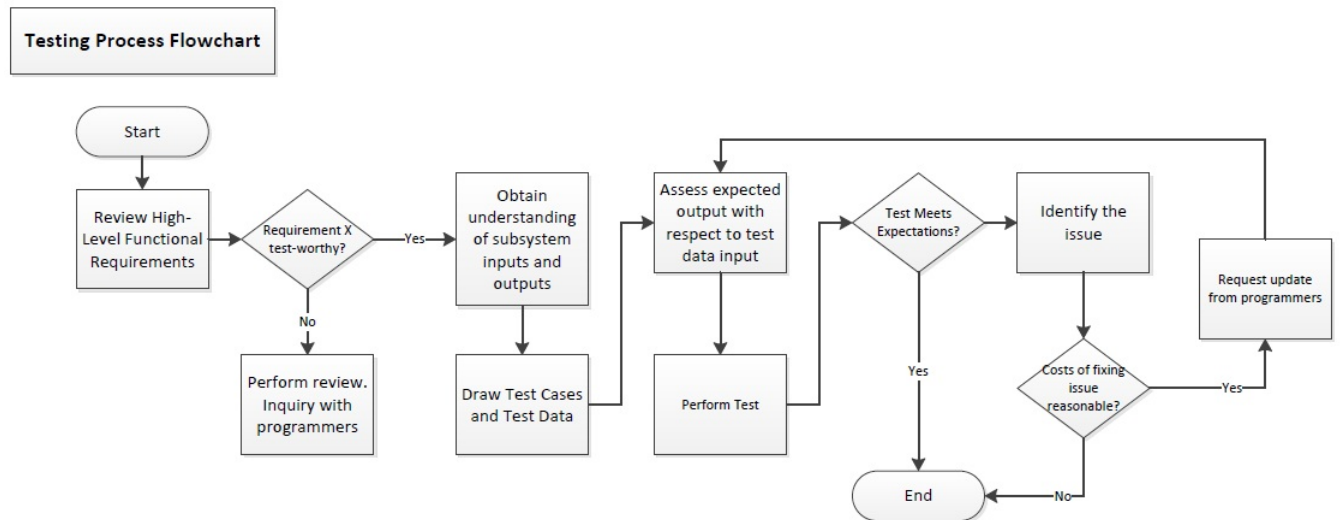 Testing Process Flowchart
Start
Review High-
Level Functional
Requirements
Requirement X
test-worthy?
Yes
No
Perform review.
Inquiry with
programmers
Obtain
understanding
of subsystem
inputs and
outputs
Draw Test Cases
and Test Data
Assess expected
output with
respect to test
data input
Perform Test
Test Meets
Expectations?
Yes
Identify the
issue
Costs of fixing
issue
reasonable?
Yes
No
Request update
from programmers
End